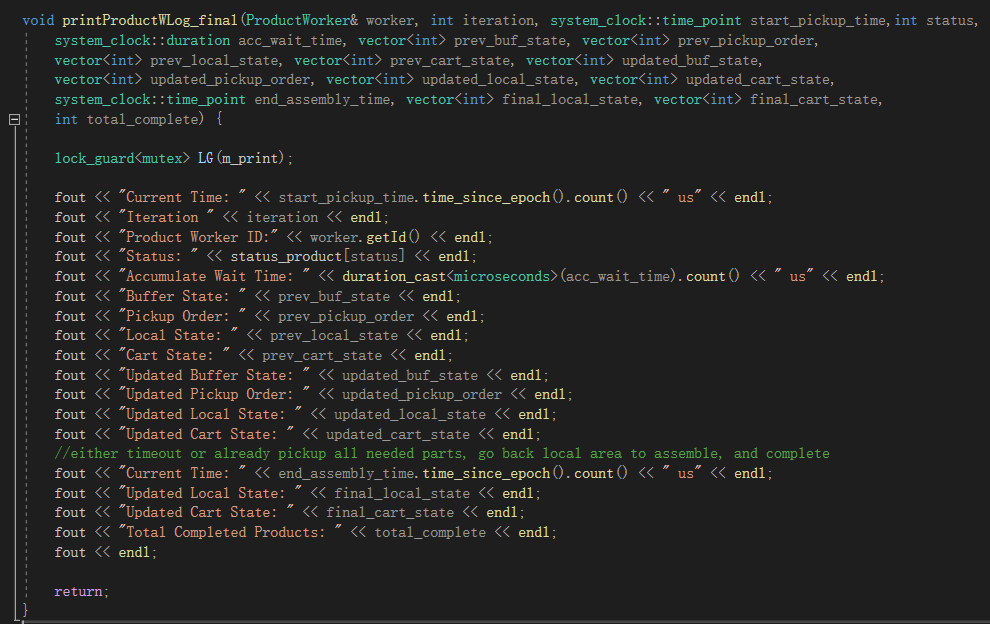 void printProductWLog_final(ProductWorker& worker, int iteration, system_clock::time_point start_pickup_time,int status,
    system_clock::duration acc_wait_time, vector<int> prev_buf_state, vector<int> prev_pickup_order,
    vector<int> prev_local_state, vector<int> prev_cart_state, vector<int> updated_buf_state,
    vector<int> updated_pickup_order, vector<int> updated_local_state, vector<int> updated_cart_state,
    system_clock::time_point end_assembly_time, vector<int> final_local_state, vector<int> final_cart_state,
    int total_complete) {
    lock_guard<mutex> LG(m_print);
    fout << "Current Time: " << start_pickup_time.time_since_epoch().count() << " us" << endl;
    fout << "Iteration " << iteration << endl;
    fout << "Product Worker ID:" << worker.getId() << endl;
    fout << "Status: " << status_product[status] << endl;
    fout << "Accumulate Wait Time: " << duration_cast<microseconds>(acc_wait_time).count() << " us" << endl;
    fout << "Buffer State: " << prev_buf_state << endl;
    fout << "Pickup Order: " << prev_pickup_order << endl;
    fout << "Local State: " << prev_local_state << endl;
    fout << "Cart State: " << prev_cart_state << endl;
    fout << "Updated Buffer State: " << updated_buf_state << endl;
    fout << "Updated Pickup Order: " << updated_pickup_order << endl;
    fout << "Updated Local State: " << updated_local_state << endl;
    fout << "Updated Cart State: " << updated_cart_state << endl;
    //either timeout or already pickup all needed parts, go back local area to assemble, and complete
    fout << "Current Time: " << end_assembly_time.time_since_epoch().count() << " us" << endl;
    fout << "Updated Local State: " << final_local_state << endl;
    fout << "Updated Cart State: " << final_cart_state << endl;
    fout << "Total Completed Products: " << total_complete << endl;
    fout << endl;
    return;
}